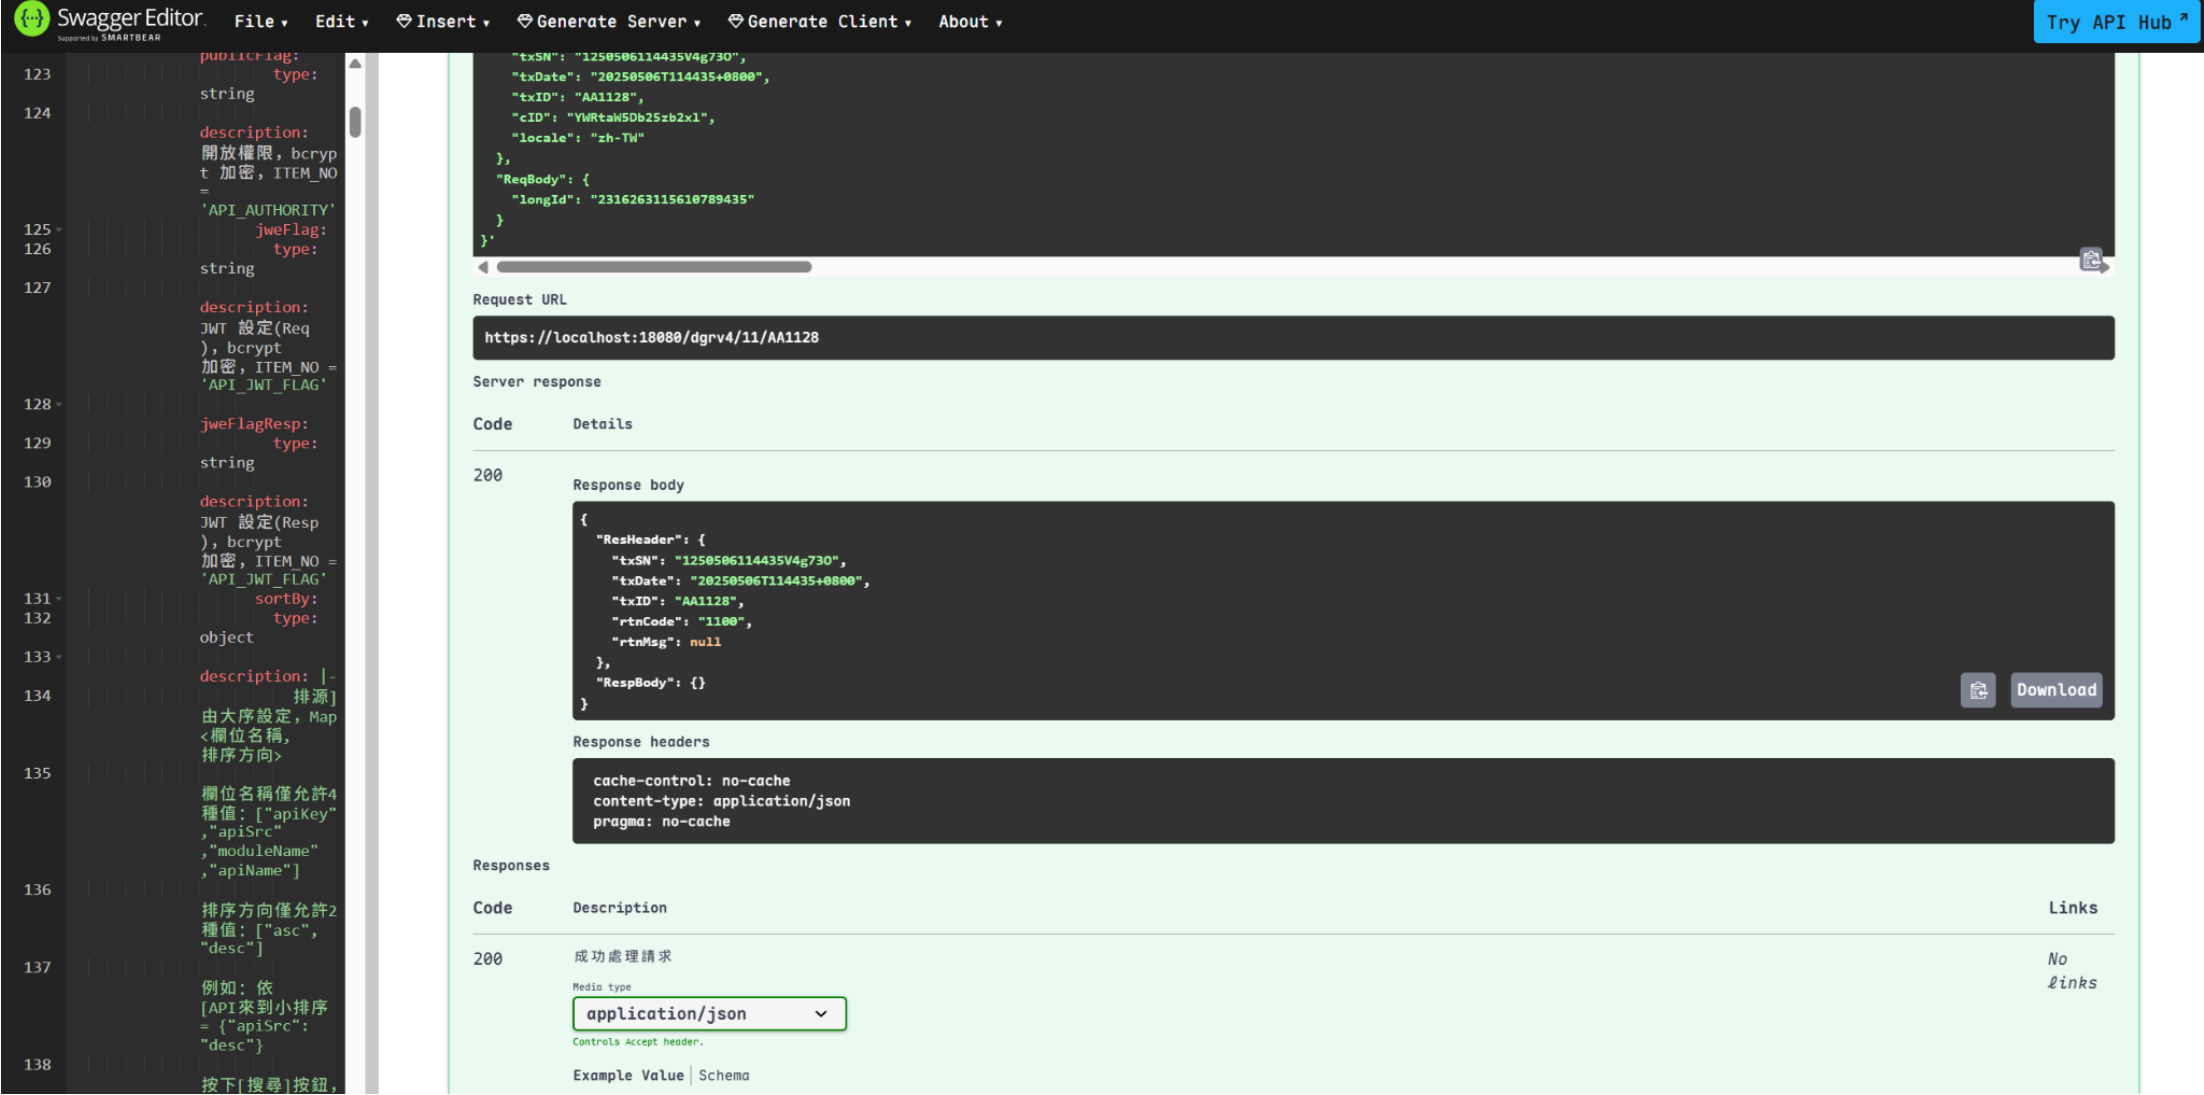 Swagger Editor.
Supported by SMARTBEAR
File ▾ Edit ▾ Insert ▾ Generate Server ▾ Generate Client ▾ About ▾
Try API Hub ↗
publicFlag:
123 type:
string
124
description:
開放權限, bcryp
t 加密, ITEM_NO
=
'API_AUTHORITY'
125 jweFlag:
126 type:
string
127
description:
JWT 設定(Req
), bcrypt
加密, ITEM_NO =
'API_JWT_FLAG'
128
jweFlagResp:
129 type:
string
130
description:
JWT 設定(Resp
), bcrypt
加密, ITEM_NO =
'API_JWT_FLAG'
131 sortBy:
132 type:
object
133
description: |-
134 排源]
由大序設定, Map
<欄位名稱,
排序方向>
135
欄位名稱僅允許4
種值: ["apiKey"
,"apiSrc"
,"moduleName"
,"apiName"]
136
排序方向僅允許2
種值: ["asc",
"desc"]
137
例如: 依
[API來到小排序
= {"apiSrc":
"desc"}
138
按下[搜尋]按鈕,
"txSN": "1250506114435V4g73O",
"txDate": "20250506T114435+0800",
"txID": "AA1128",
"cID": "YWRtaW5Db25zb2xl",
"locale": "zh-TW"
},
"ReqBody": {
"longId": "2316263115610789435"
}
}'
Request URL
https://localhost:18080/dgrv4/11/AA1128
Server response
Code Details
200
Response body
{
"ResHeader": {
"txSN": "1250506114435V4g73O",
"txDate": "20250506T114435+0800",
"txID": "AA1128",
"rtnCode": "1100",
"rtnMsg": null
},
"RespBody": {}
}
Download
Response headers
cache-control: no-cache
content-type: application/json
pragma: no-cache
Responses
Code Description Links
200 成功處理請求 No
links
Media type
application/json
Controls Accept header.
Example Value Schema